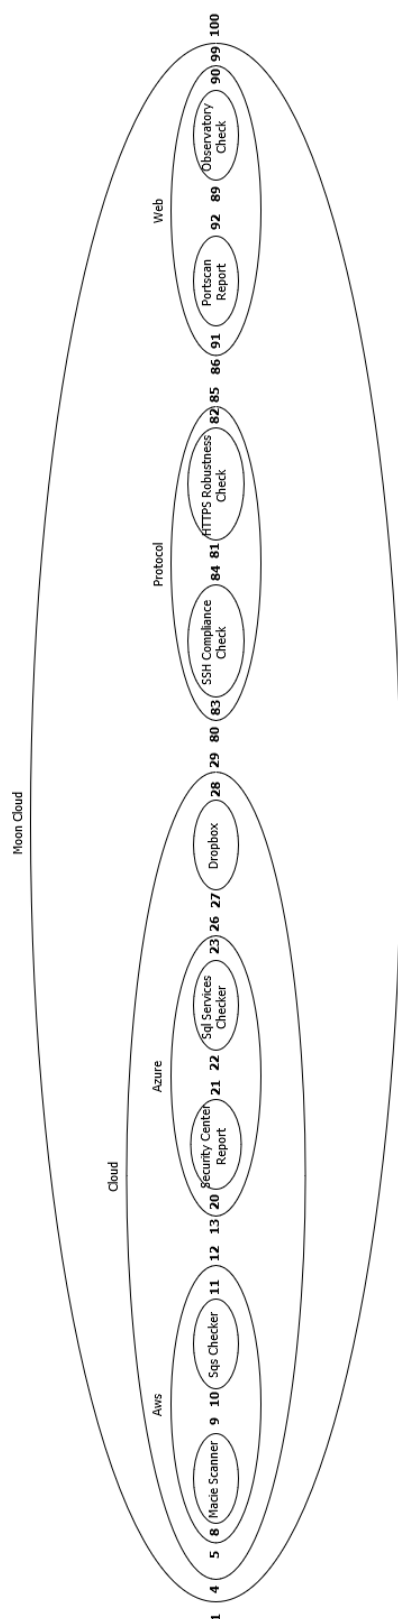 Moon Cloud
Cloud
Aws
Azure
Protocol
Web
1
4
5
8
Macie Scanner
9
10
Sqs Checker
11
12
13
20
Security Center
Report
21
22
Sql Services
Checker
23
26
27
Dropbox
28
29
80
83
SSH Compliance
Check
84
81
HTTPS Robustness
Check
82
85
86
91
Portscan
Report
92
89
Observatory
Check
90
99
100